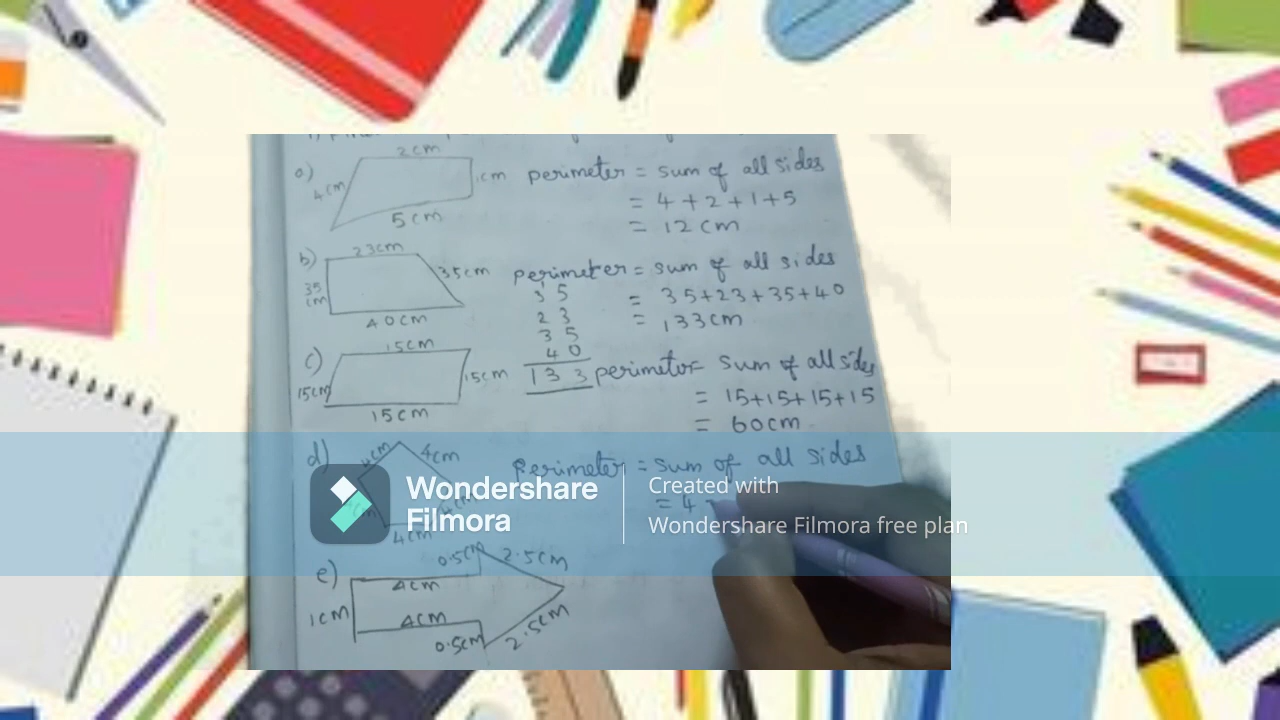 a) 2cm
4cm
1cm
5cm
perimeter = sum of all sides
= 4+2+1+5
= 12cm
b) 23cm
35cm
35
cm
40cm
perimeter = sum of all sides
= 35+23+35+40
= 133cm
35
23
35
40
133
c) 15cm
15cm
15cm
15cm
perimeter = sum of all sides
= 15+15+15+15
= 60cm
d) 4cm
4cm
4cm
perimeter = sum of all sides
= 4
Wondershare
Filmora
Created with
Wondershare Filmora free plan
e) 0.5cm 2.5cm
4cm
1cm
4cm
0.5cm 2.5cm